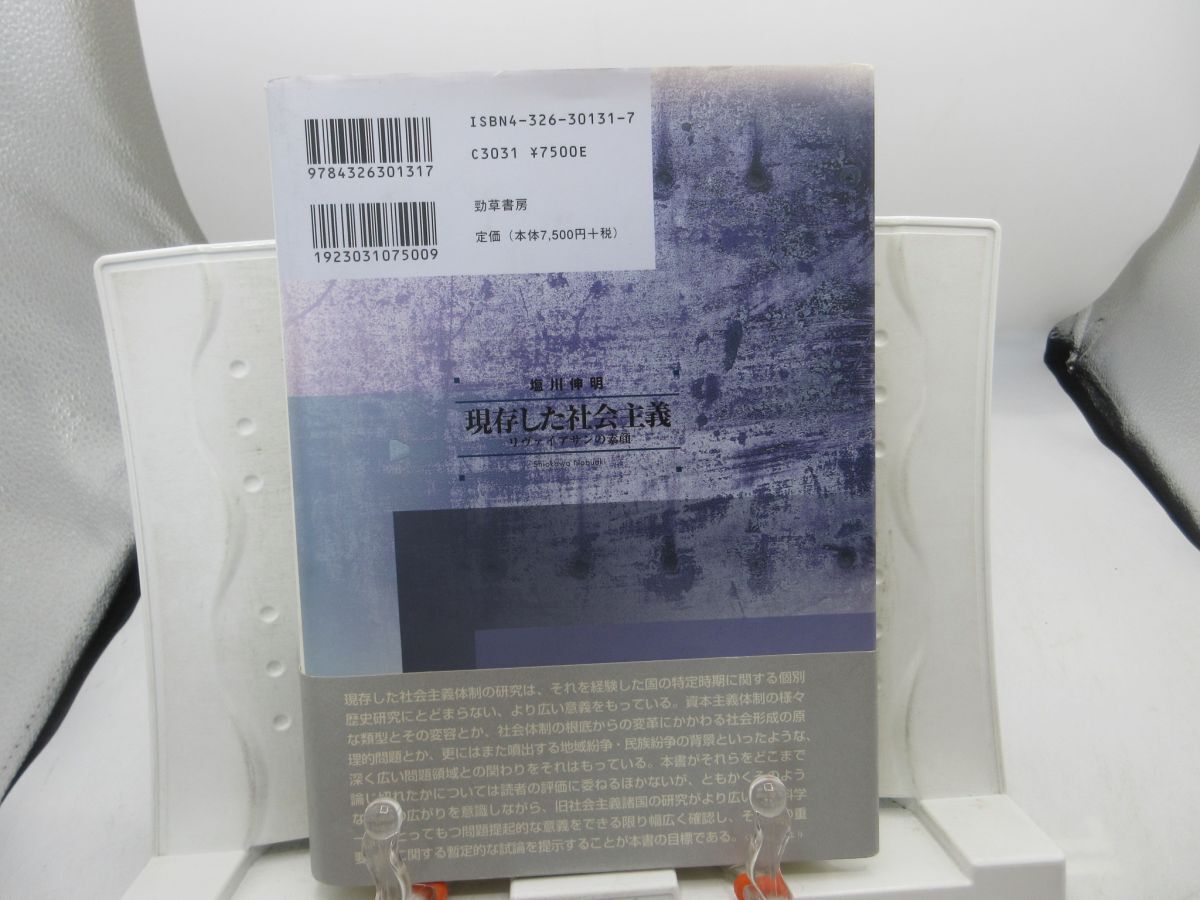 ISBN4-326-30131-7
C3031 ¥7500E
9784326301317
勁草書房
定価（本体7,500円+税）
1923031075009
塩川伸明
現存した社会主義
リヴァイアサンの素顔
Shiokawa Nobuaki
現存した社会主義体制の研究は、それを経験した国の特定時期に関する個別
歴史研究にとどまらない、より広い意義をもっている。資本主義体制の様々
な類型とその変容とか、社会体制の根底からの変革にかかわる社会形成の原
理的問題とか、更にはまた噴出する地域紛争・民族紛争の背景といったような、
深く広い問題領域との関わりをそれはもっている。本書がそれらをどこまで
論じ切れたかについては読者の評価に委ねるほかないが、ともかくそのよう
な の広がりを意識しながら、旧社会主義諸国の研究がより広い 科学
一 とってもつ問題提起的な意義をできる限り幅広く確認し、そ の重
要 に関する暫定的な試論を提示することが本書の目標である。